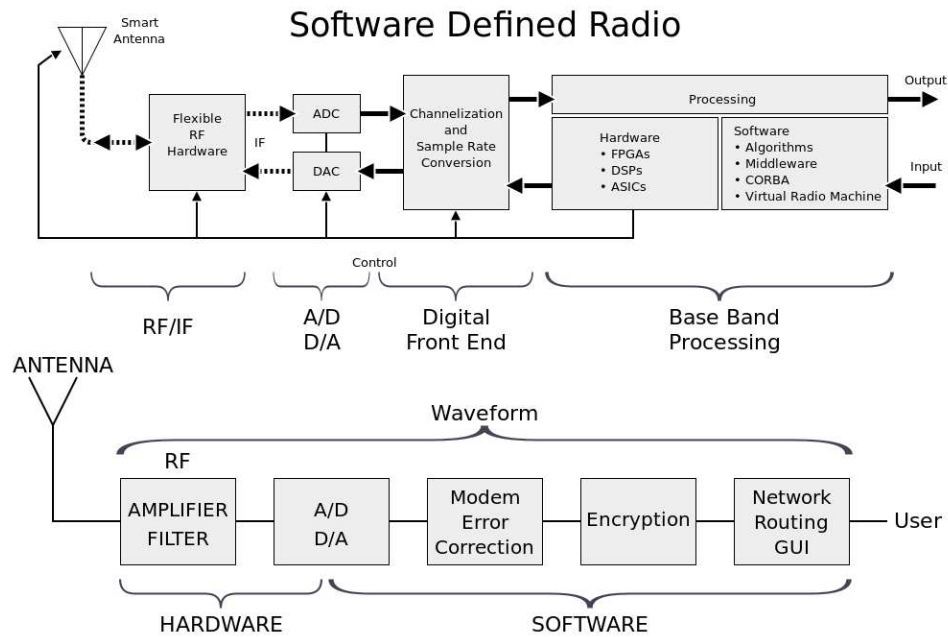 Software Defined Radio
Smart
Antenna
Flexible
RF
Hardware
IF
ADC
DAC
Channelization
and
Sample Rate
Conversion
Processing
Hardware
• FPGAs
• DSPs
• ASICs
Software
• Algorithms
• Middleware
• CORBA
• Virtual Radio Machine
Output
Input
Control
RF/IF
A/D
D/A
Digital
Front End
Base Band
Processing
ANTENNA
Waveform
RF
AMPLIFIER
FILTER
A/D
D/A
Modem
Error
Correction
Encryption
Network
Routing
GUI
User
HARDWARE
SOFTWARE